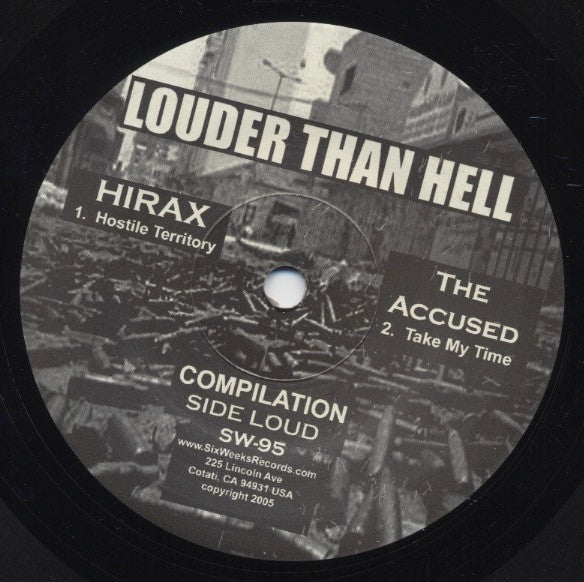 LOUDER THAN HELL
HIRAX
1. Hostile Territory
THE
ACCUSED
2. Take My Time
COMPILATION
SIDE LOUD
SW-95
www.SixWeeksRecords.com
225 Lincoln Ave
Cotati, CA 94931 USA
copyright 2005